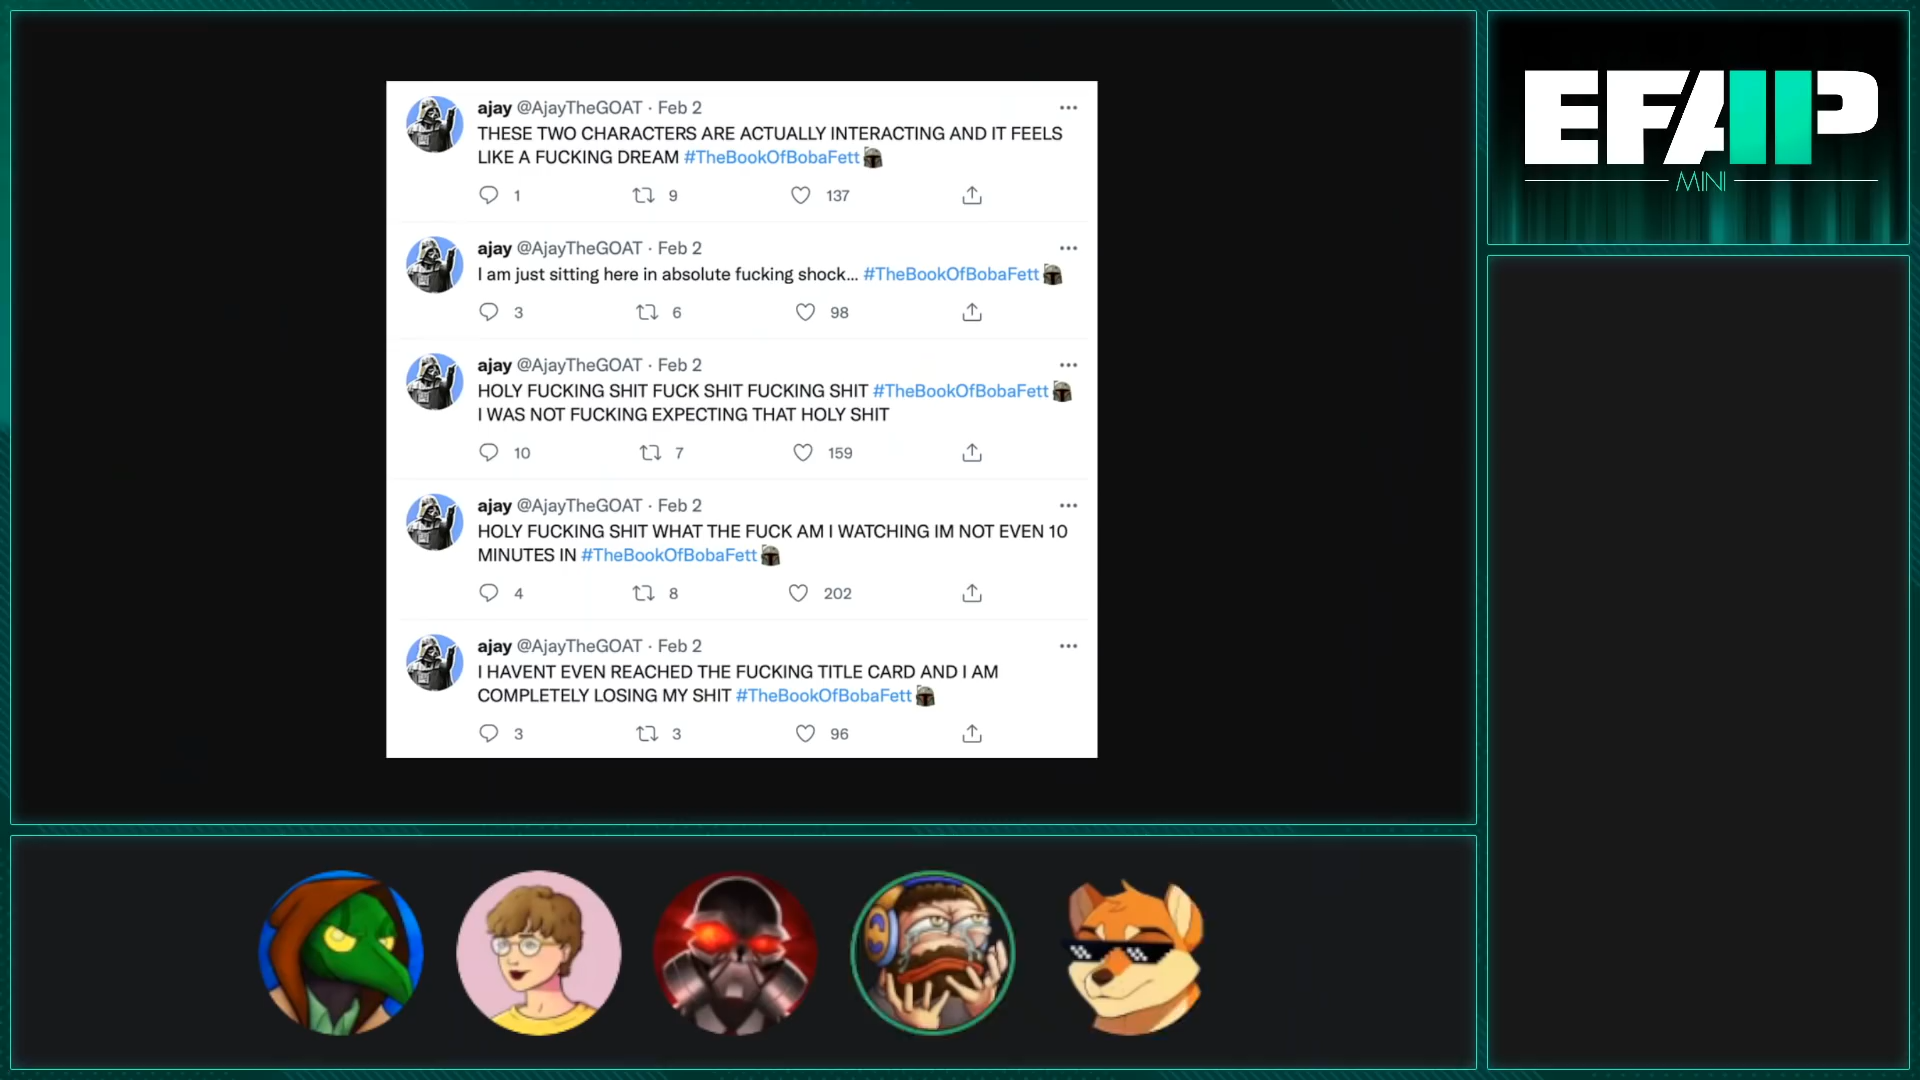 ajay @AjayTheGOAT · Feb 2
THESE TWO CHARACTERS ARE ACTUALLY INTERACTING AND IT FEELS
LIKE A FUCKING DREAM #TheBookOfBobaFett
1 9 137
ajay @AjayTheGOAT · Feb 2
I am just sitting here in absolute fucking shock... #TheBookOfBobaFett
3 6 98
ajay @AjayTheGOAT · Feb 2
HOLY FUCKING SHIT FUCK SHIT FUCKING SHIT #TheBookOfBobaFett
I WAS NOT FUCKING EXPECTING THAT HOLY SHIT
10 7 159
ajay @AjayTheGOAT · Feb 2
HOLY FUCKING SHIT WHAT THE FUCK AM I WATCHING IM NOT EVEN 10
MINUTES IN #TheBookOfBobaFett
4 8 202
ajay @AjayTheGOAT · Feb 2
I HAVENT EVEN REACHED THE FUCKING TITLE CARD AND I AM
COMPLETELY LOSING MY SHIT #TheBookOfBobaFett
3 3 96
EFAP
MINI